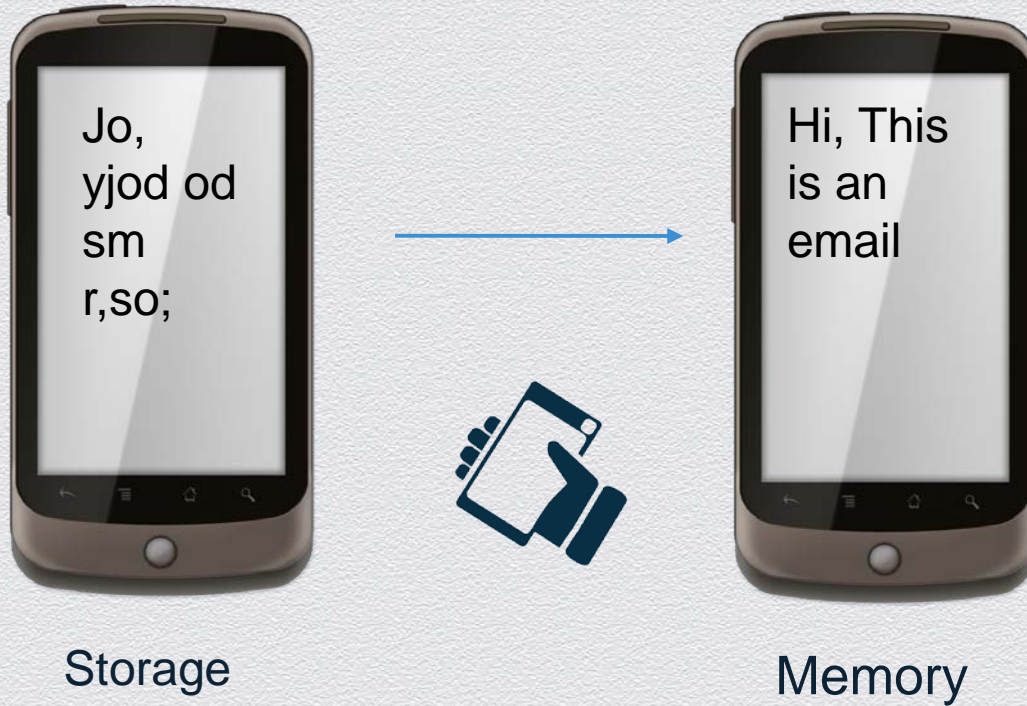 Jo,
yjod od
sm
r,so;
Hi, This
is an
email
Storage
Memory